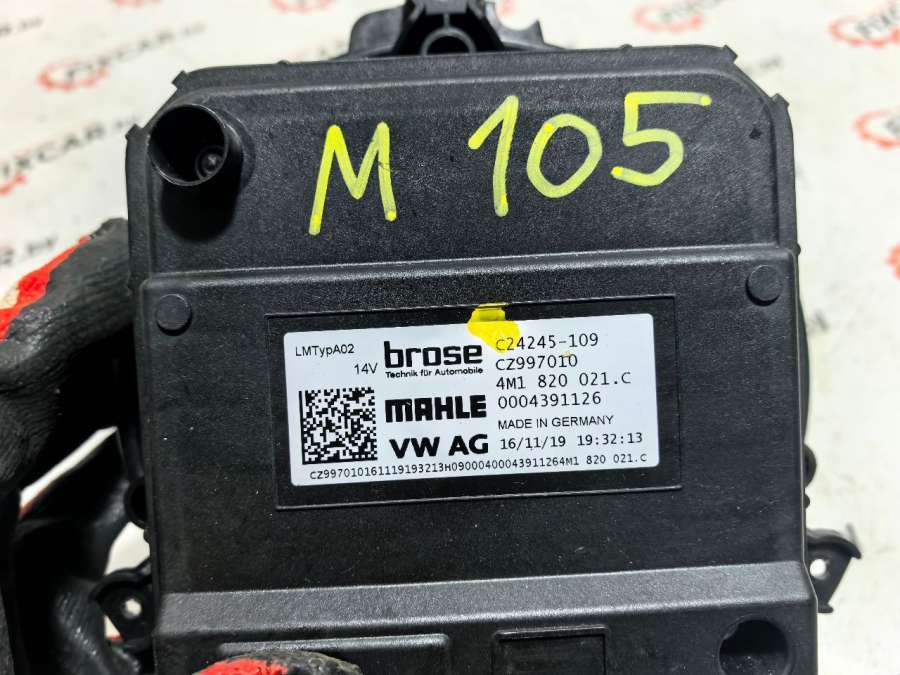 M 105
LMTypA02
14V
brose
Technik für Automobile
C24245-109
CZ997010
4M1 820 021.C
MAHLE
0004391126
MADE IN GERMANY
VW AG
16/11/19 19:32:13
CZ997010161119193213H09000400043911264M1 820 021.C